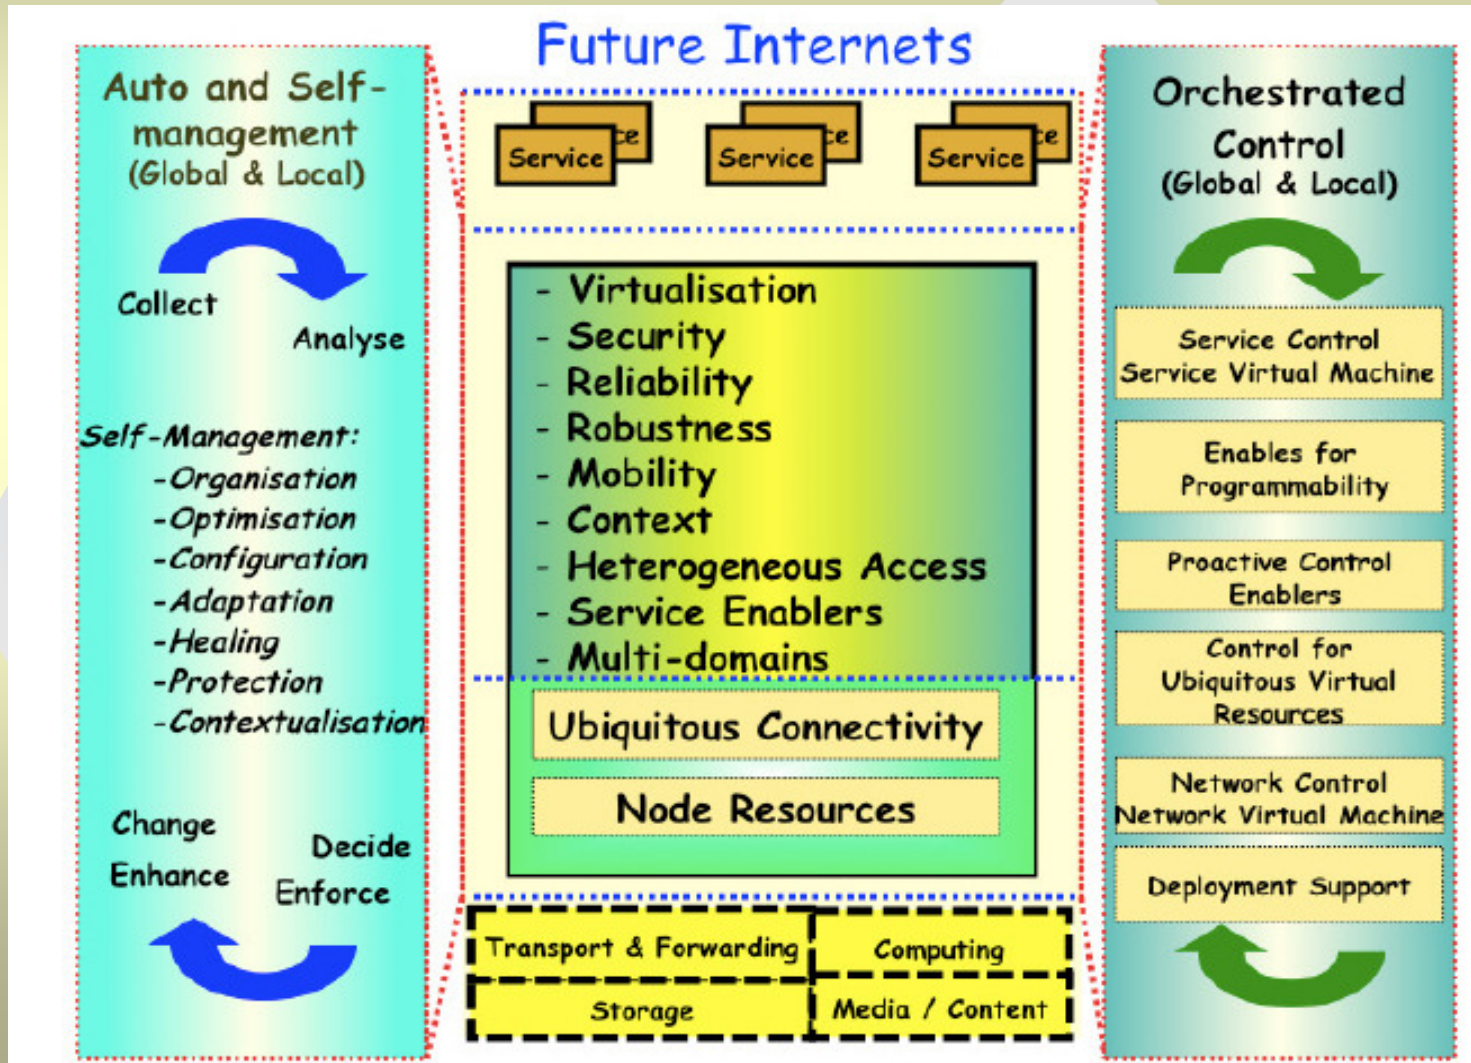 Future Internets
Auto and Self-
management
(Global & Local)
Collect
Analyse
Self-Management:
-Organisation
-Optimisation
-Configuration
-Adaptation
-Healing
-Protection
-Contextualisation
Change
Enhance
Decide
Enforce
Service
Service
Service
- Virtualisation
- Security
- Reliability
- Robustness
- Mobility
- Context
- Heterogeneous Access
- Service Enablers
- Multi-domains
Ubiquitous Connectivity
Node Resources
Transport & Forwarding
Computing
Storage
Media / Content
Orchestrated
Control
(Global & Local)
Service Control
Service Virtual Machine
Enables for
Programmability
Proactive Control
Enablers
Control for
Ubiquitous Virtual
Resources
Network Control
Network Virtual Machine
Deployment Support